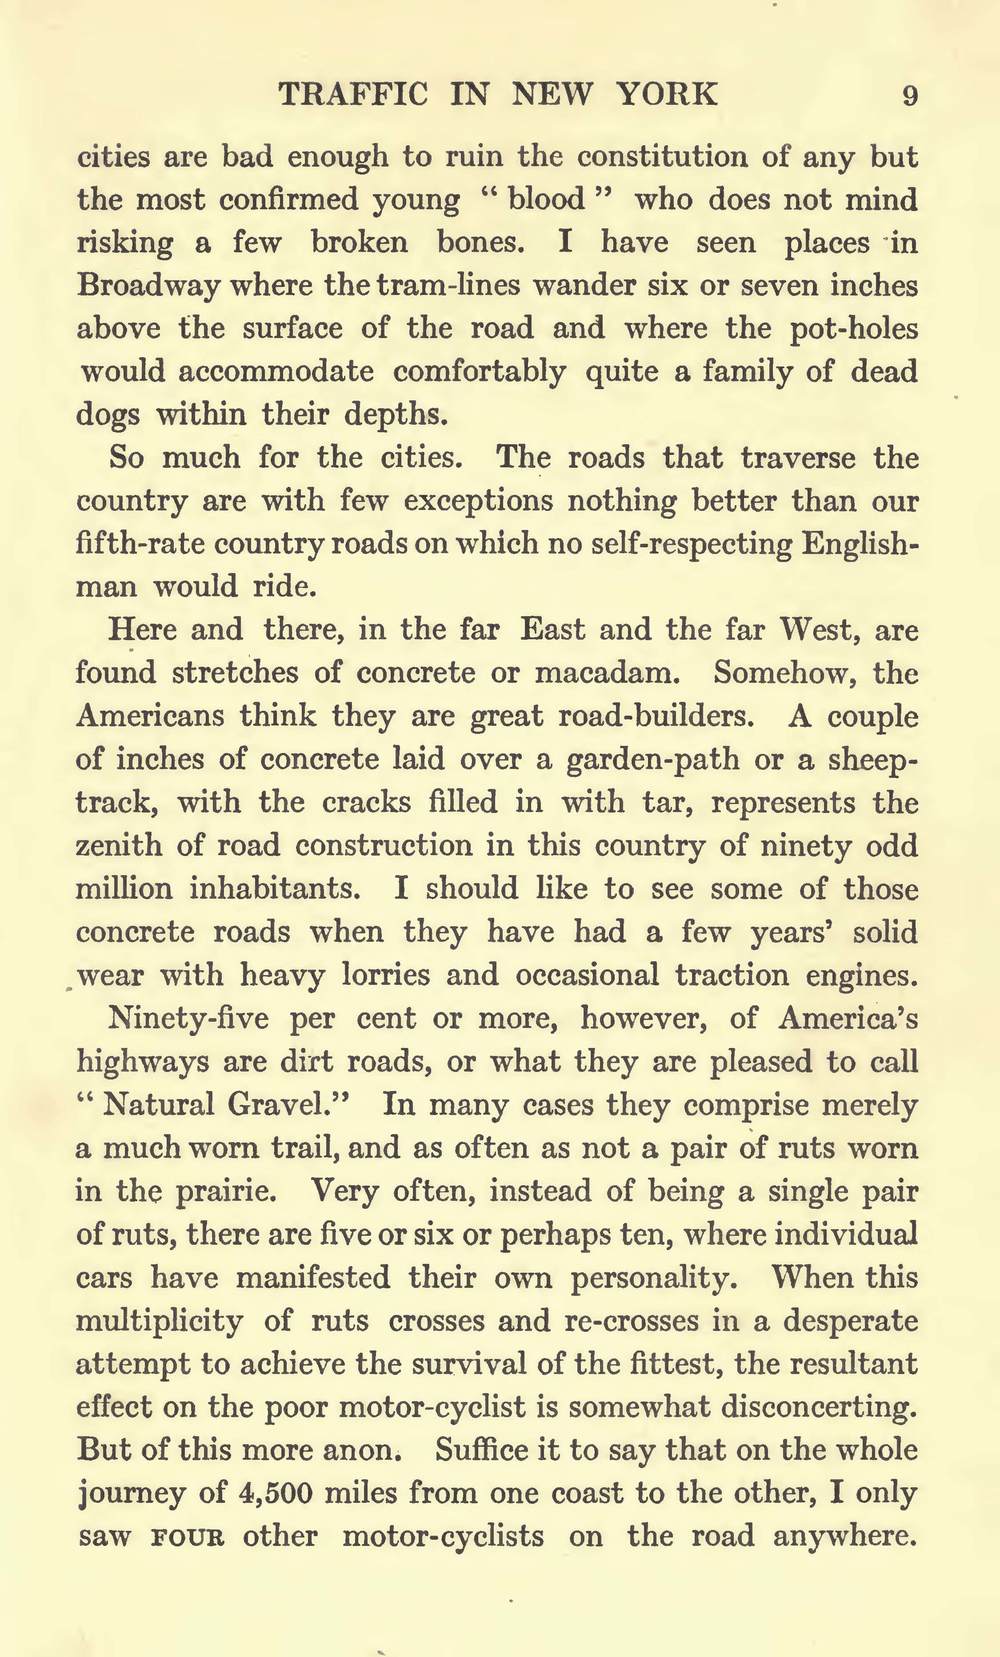 TRAFFIC IN NEW YORK 9
cities are bad enough to ruin the constitution of any but
the most confirmed young “ blood ” who does not mind
risking a few broken bones. I have seen places in
Broadway where the tram-lines wander six or seven inches
above the surface of the road and where the pot-holes
would accommodate comfortably quite a family of dead
dogs within their depths.
So much for the cities. The roads that traverse the
country are with few exceptions nothing better than our
fifth-rate country roads on which no self-respecting English-
man would ride.
Here and there, in the far East and the far West, are
found stretches of concrete or macadam. Somehow, the
Americans think they are great road-builders. A couple
of inches of concrete laid over a garden-path or a sheep-
track, with the cracks filled in with tar, represents the
zenith of road construction in this country of ninety odd
million inhabitants. I should like to see some of those
concrete roads when they have had a few years’ solid
wear with heavy lorries and occasional traction engines.
Ninety-five per cent or more, however, of America’s
highways are dirt roads, or what they are pleased to call
“ Natural Gravel.” In many cases they comprise merely
a much worn trail, and as often as not a pair of ruts worn
in the prairie. Very often, instead of being a single pair
of ruts, there are five or six or perhaps ten, where individual
cars have manifested their own personality. When this
multiplicity of ruts crosses and re-crosses in a desperate
attempt to achieve the survival of the fittest, the resultant
effect on the poor motor-cyclist is somewhat disconcerting.
But of this more anon. Suffice it to say that on the whole
journey of 4,500 miles from one coast to the other, I only
saw FOUR other motor-cyclists on the road anywhere.